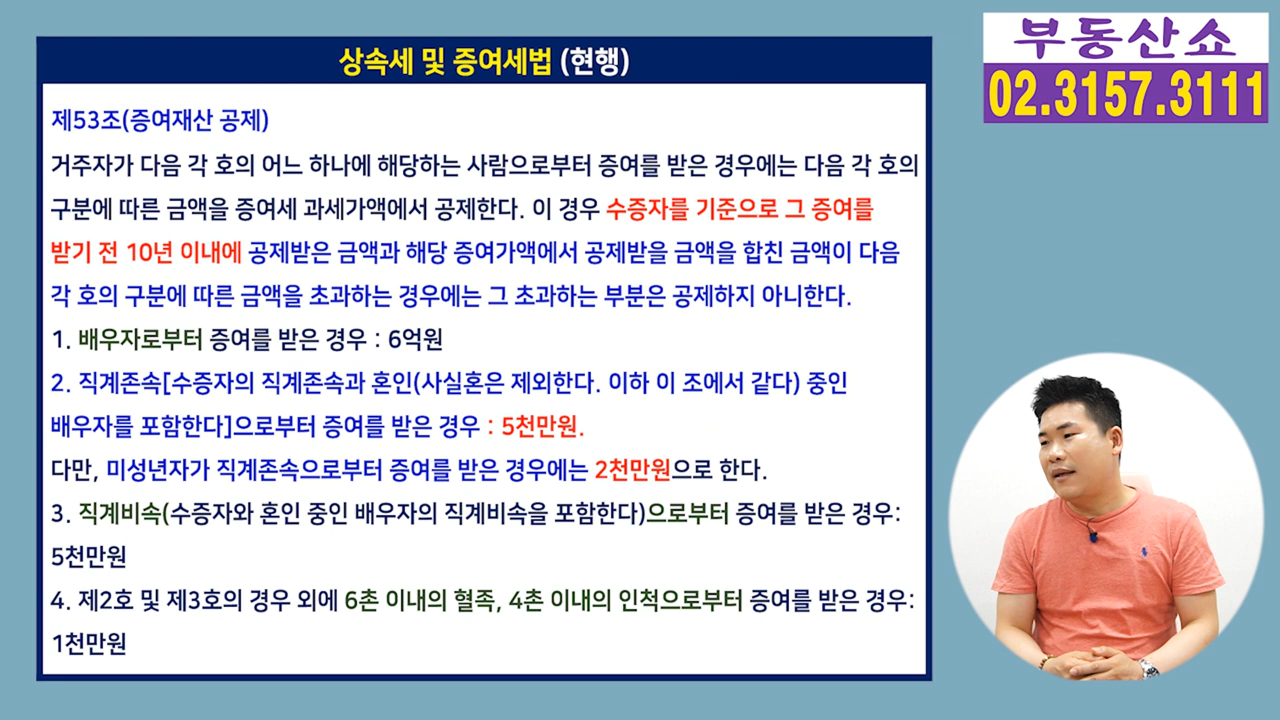 상속세 및 증여세법 (현행)
부동산쇼
02.3157.3111
제53조(증여재산 공제)
거주자가 다음 각 호의 어느 하나에 해당하는 사람으로부터 증여를 받은 경우에는 다음 각 호의
구분에 따른 금액을 증여세 과세가액에서 공제한다. 이 경우 수증자를 기준으로 그 증여를
받기 전 10년 이내에 공제받은 금액과 해당 증여가액에서 공제받을 금액을 합친 금액이 다음
각 호의 구분에 따른 금액을 초과하는 경우에는 그 초과하는 부분은 공제하지 아니한다.
1. 배우자로부터 증여를 받은 경우 : 6억원
2. 직계존속[수증자의 직계존속과 혼인(사실혼은 제외한다. 이하 이 조에서 같다) 중인
배우자를 포함한다]으로부터 증여를 받은 경우 : 5천만원.
다만, 미성년자가 직계존속으로부터 증여를 받은 경우에는 2천만원으로 한다.
3. 직계비속(수증자와 혼인 중인 배우자의 직계비속을 포함한다)으로부터 증여를 받은 경우:
5천만원
4. 제2호 및 제3호의 경우 외에 6촌 이내의 혈족, 4촌 이내의 인척으로부터 증여를 받은 경우:
1천만원